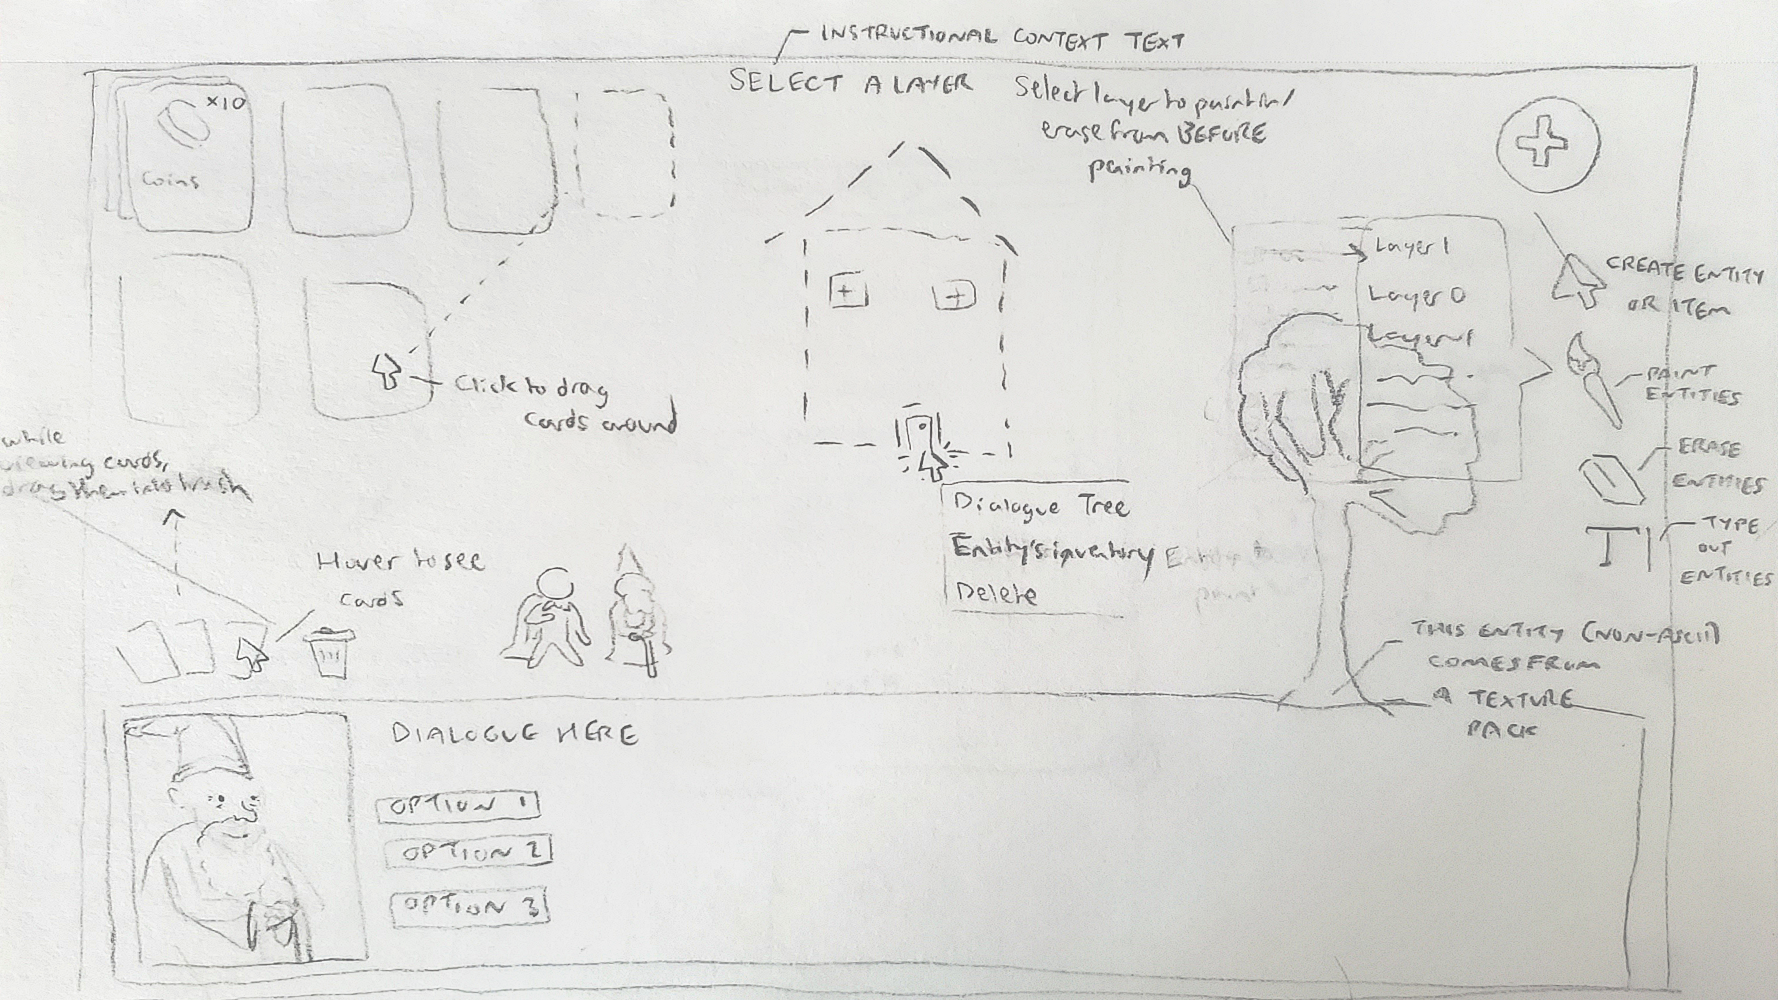 INSTRUCTIONAL CONTEXT TEXT
SELECT A LAYER
Select layer to paint in/
erase from BEFORE
painting
×10
Coins
Layer 1
Layer 0
Layer -1
CREATE ENTITY
OR ITEM
PAINT
ENTITIES
ERASE
ENTITIES
TYPE
OUT
ENTITIES
Click to drag
cards around
while
viewing cards,
drag them into trash
Hover to see
cards
Dialogue Tree
Entity's inventory
Delete
THIS ENTITY (NON-ASCII)
COMES FROM
A TEXTURE
PACK
DIALOGUE HERE
OPTION 1
OPTION 2
OPTION 3